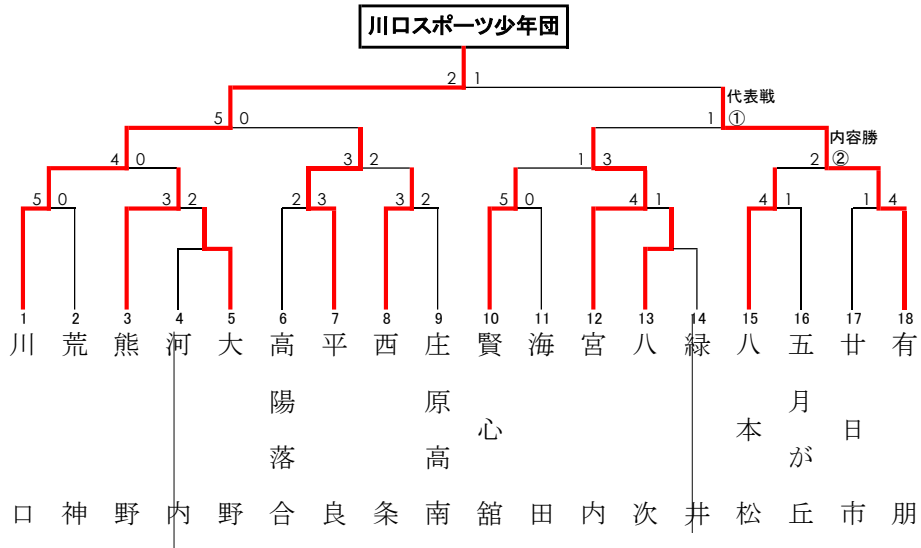 川口スポーツ少年団
2 1
代表戦
5 0
1 ①
内容勝
4 0
3 2
1 3
2 ②
5 0
3 2
2 3
3 2
5 0
4 1
4 1
1 4
1 2 3 4 5 6 7 8 9 10 11 12 13 14 15 16 17 18
川口
荒神
熊野
河内
大野
高陽落合
平良
西条
庄原高南
賢心舘
海田
宮内
八次
緑井
八本松
五月が丘
廿日市
有朋